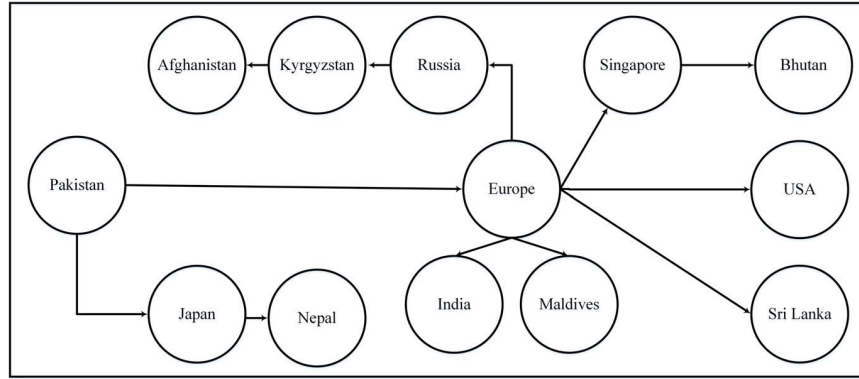 Afghanistan
Kyrgyzstan
Russia
Singapore
Bhutan
Pakistan
Europe
USA
India
Maldives
Japan
Nepal
Sri Lanka